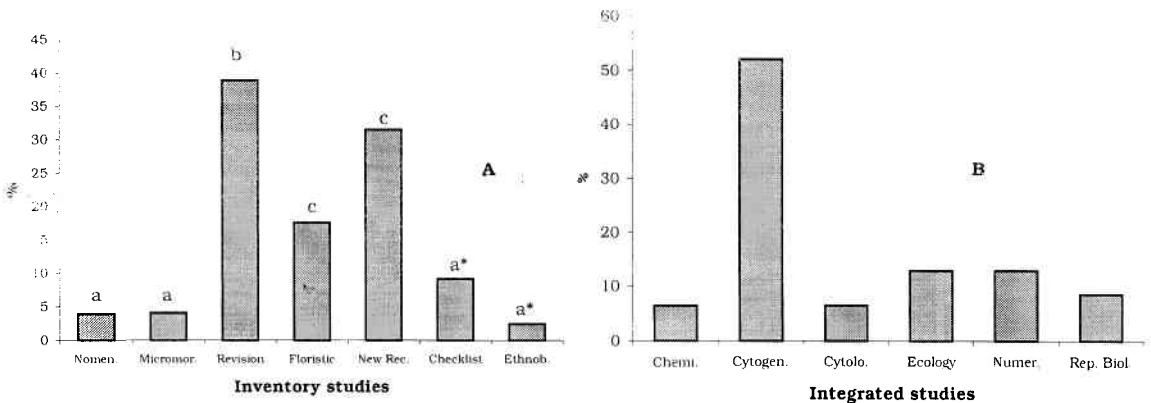 45
40
35
30
25
20
10
5
0
%
b
c
c
a
a
a*
a*
A
Nomen. Micromor. Revision Floristic New Rec. Checklist Ethnob.
Inventory studies
60
50
40
30
20
10
0
%
B
Chemi. Cytogen. Cytolo. Ecology Numer. Rep. Biol.
Integrated studies